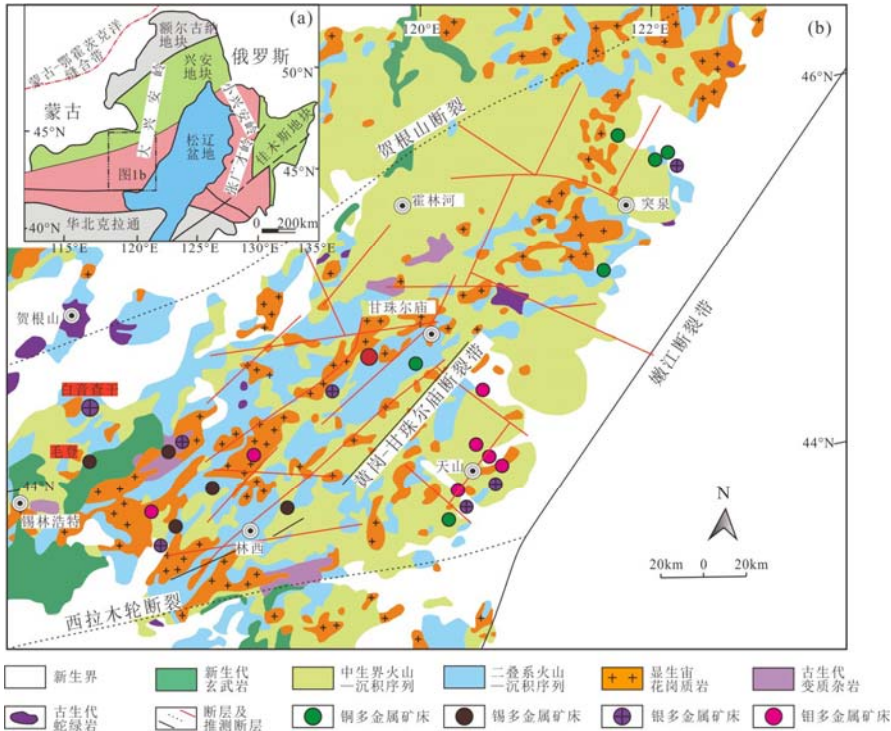 (a)
蒙古-鄂霍茨克洋
缝合带
额尔古纳
地块
俄罗斯
兴安
地块
50°N
蒙古
大兴安岭
小兴安岭
45°N
松辽
盆地
佳木斯地块
张广才岭
45°N
图1b
华北克拉通
40°N
0 200km
115°E
120°E
125°E
130°E
135°E
(b)
120°E
122°E
46°N
贺根山断裂
霍林河
突泉
贺根山
甘珠尔庙
嫩江断裂带
白音查干
黄岗-甘珠尔庙断裂带
毛登
44°N
天山
44°N
锡林浩特
林西
N
西拉木轮断裂
20km 0 20km
新生界
新生代
玄武岩
中生界火山
—沉积序列
二叠系火山
—沉积序列
显生宙
花岗质岩
古生代
变质杂岩
古生代
蛇绿岩
断层及
推测断层
铜多金属矿床
锡多金属矿床
银多金属矿床
钼多金属矿床